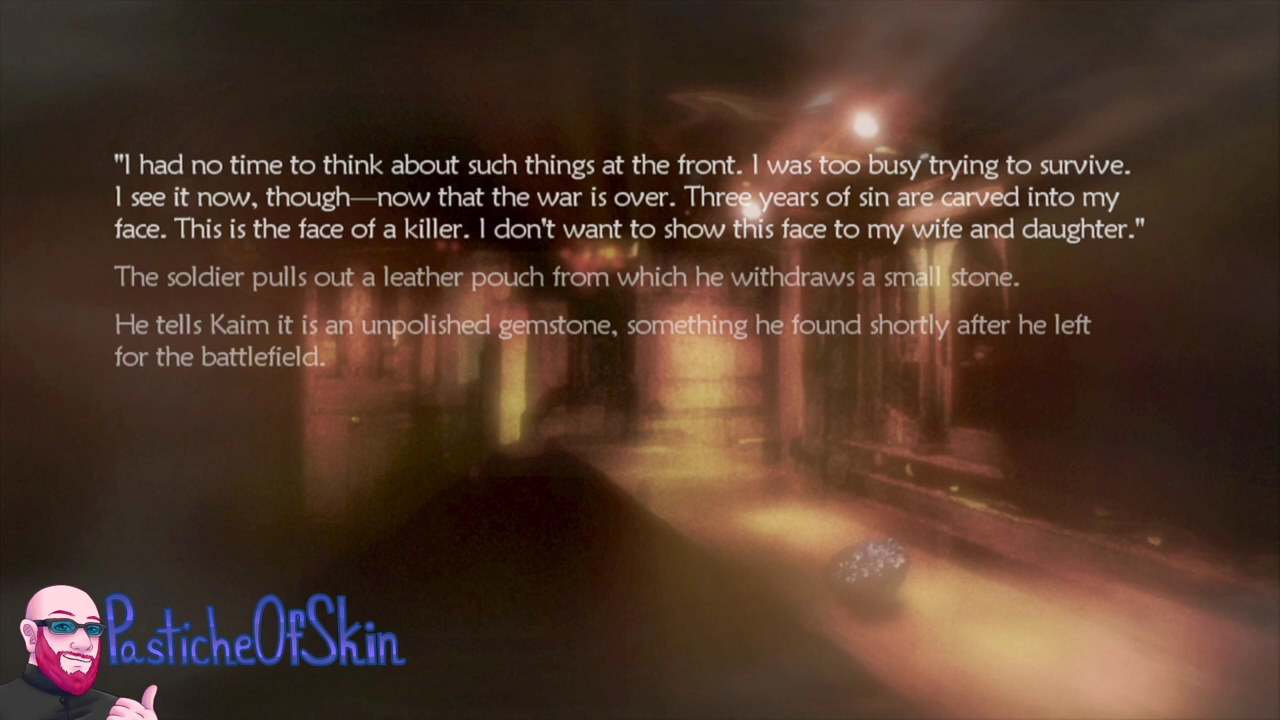 "I had no time to think about such things at the front. I was too busy trying to survive.
I see it now, though—now that the war is over. Three years of sin are carved into my
face. This is the face of a killer. I don't want to show this face to my wife and daughter."
The soldier pulls out a leather pouch from which he withdraws a small stone.
He tells Kaim it is an unpolished gemstone, something he found shortly after he left
for the battlefield.
PasticheOfSkin